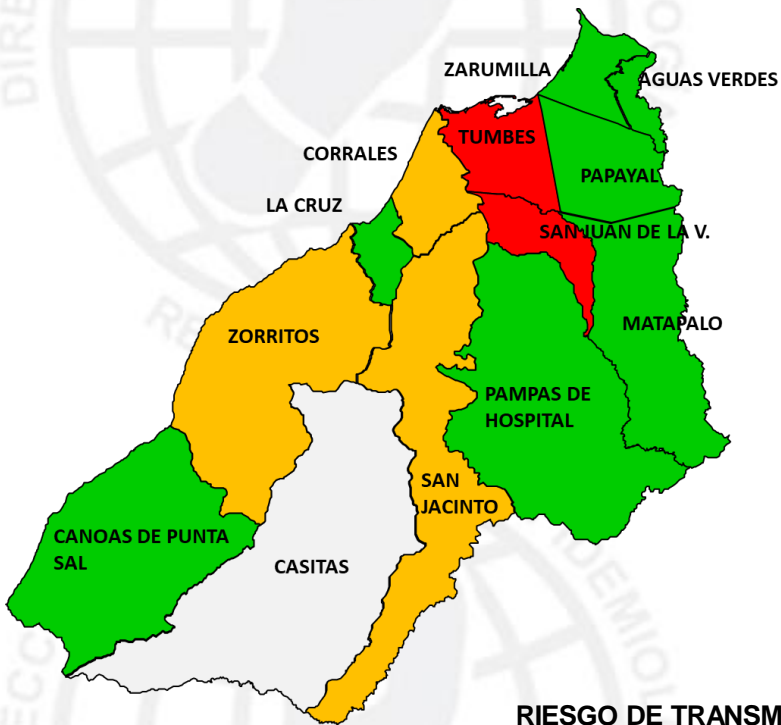 ZARUMILLA
AGUAS VERDES
TUMBES
CORRALES
PAPAYAL
LA CRUZ
SAN JUAN DE LA V.
ZORRITOS
MATAPALO
PAMPAS DE
HOSPITAL
SAN
JACINTO
CANOAS DE PUNTA
SAL
CASITAS
RIESGO DE TRANSM